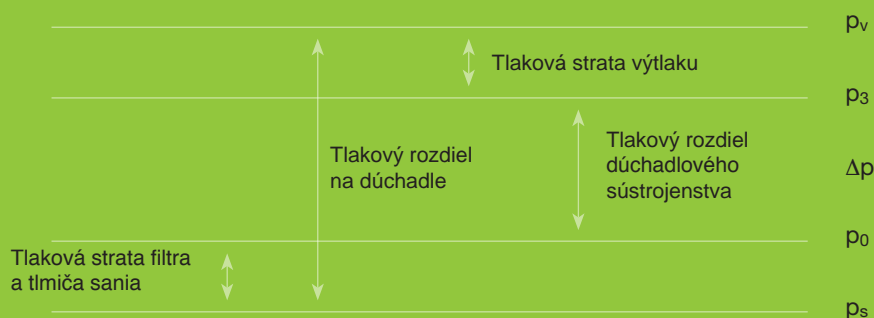 pv
Tlaková strata výtlaku
p3
Tlakový rozdiel
na dúchadle
Tlakový rozdiel
dúchadlového
sústrojenstva
Δp
p0
Tlaková strata filtra
a tlmiča sania
ps